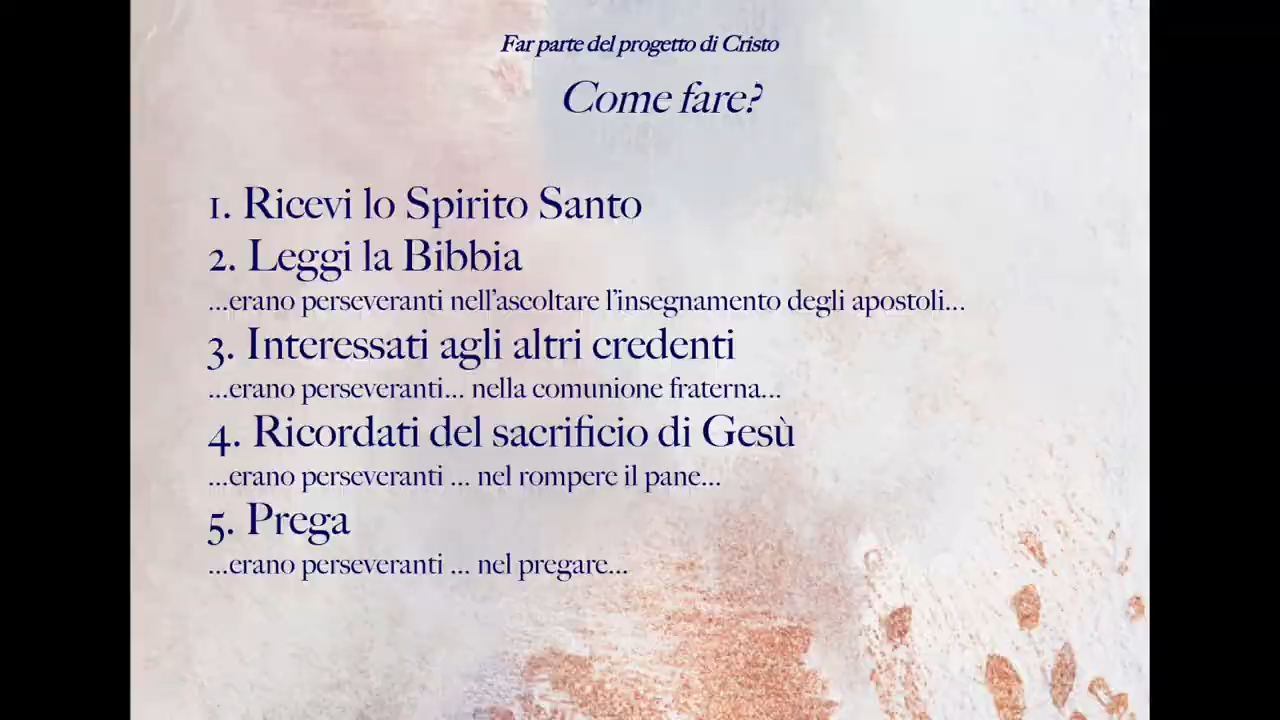 Far parte del progetto di Cristo
Come fare?
1. Ricevi lo Spirito Santo
2. Leggi la Bibbia
...erano perseveranti nell'ascoltare l'insegnamento degli apostoli...
3. Interessati agli altri credenti
...erano perseveranti... nella comunione fraterna...
4. Ricordati del sacrificio di Gesù
...erano perseveranti ... nel rompere il pane...
5. Prega
...erano perseveranti ... nel pregare...